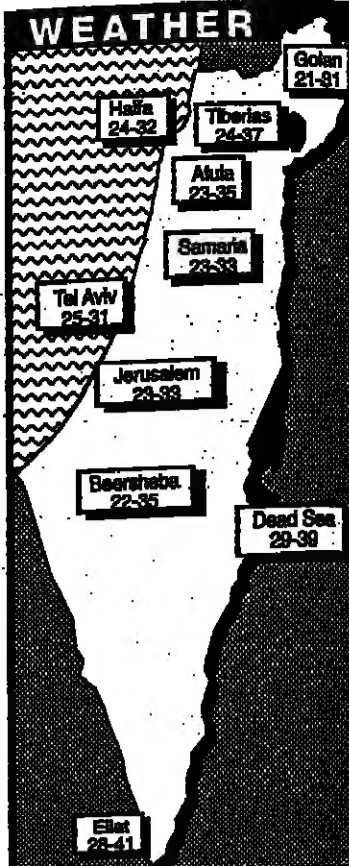 WEATHER
Golan
21-31
Haifa
24-32
Tiberias
24-37
Afula
23-35
Samaria
23-33
Tel Aviv
25-31
Jerusalem
23-33
Beersheba
22-35
Dead Sea
29-39
Eilat
28-41